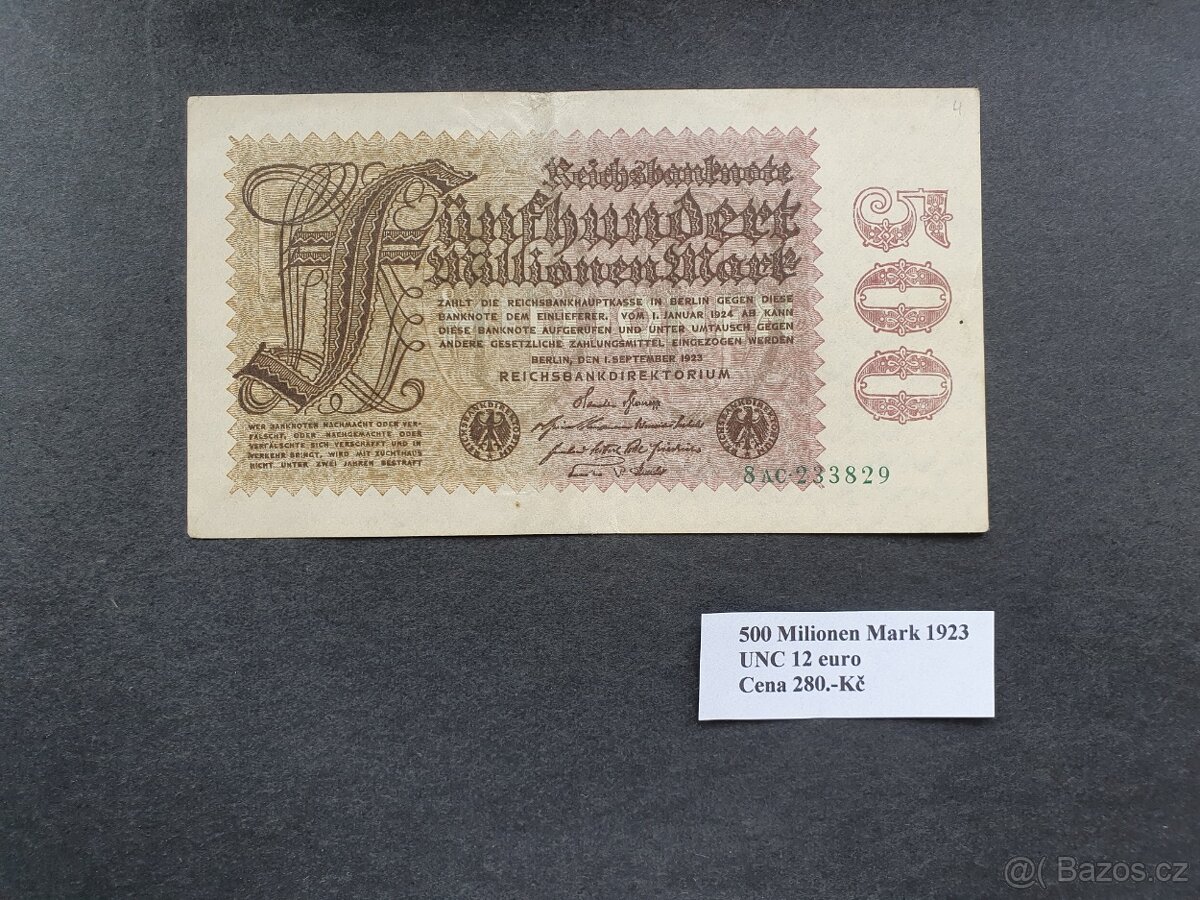 4
Reichsbanknote
Fünfhundert
Millionen Mark
ZAHLT DIE REICHSBANKHAUPTKASSE IN BERLIN GEGEN DIESE
BANKNOTE DEM EINLIEFERER. VOM 1. JANUAR 1924 AB KANN
DIESE BANKNOTE AUFGERUFEN UND UNTER UMTAUSCH GEGEN
ANDERE GESETZLICHE ZAHLUNGSMITTEL EINGEZOGEN WERDEN
BERLIN, DEN 1. SEPTEMBER 1923
REICHSBANKDIREKTORIUM
WER BANKNOTEN NACHMACHT ODER VER-
FÄLSCHT, ODER NACHGEMACHTE ODER
VERFÄLSCHTE SICH VERSCHAFFT UND IN
VERKEHR BRINGT, WIRD MIT ZUCHTHAUS
NICHT UNTER ZWEI JAHREN BESTRAFT
8AC·233829
500
500 Milionen Mark 1923
UNC 12 euro
Cena 280.-Kč
@( Bazos.cz